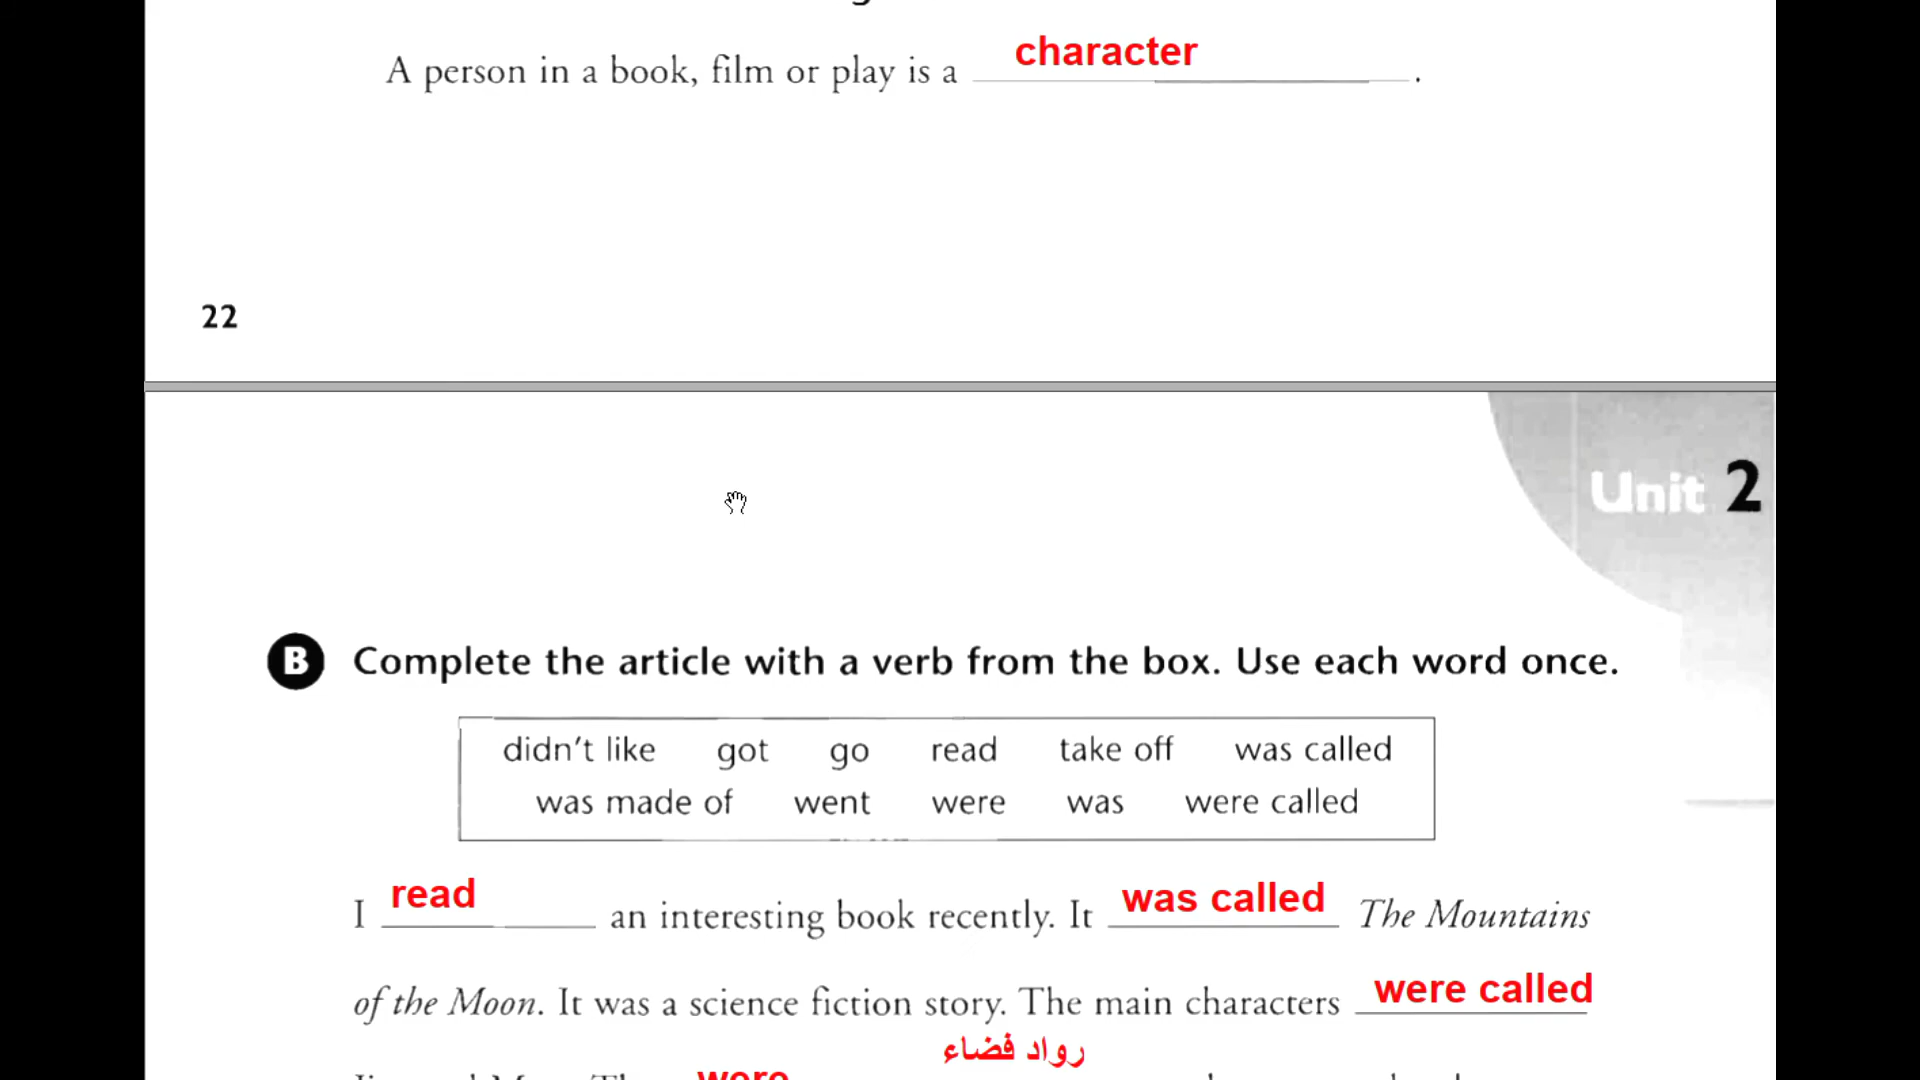 A person in a book, film or play is a character .
22
Unit 2
B Complete the article with a verb from the box. Use each word once.
didn't like got go read take off was called
was made of went were was were called
I read an interesting book recently. It was called The Mountains
of the Moon. It was a science fiction story. The main characters were called
رواد فضاء
were